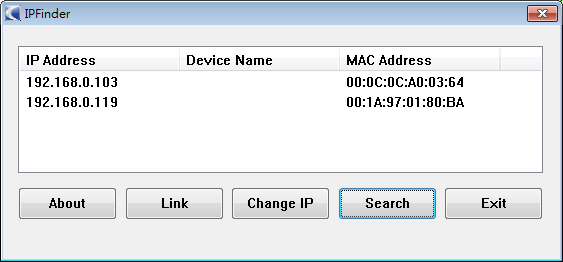 IPFinder
IP Address Device Name MAC Address
192.168.0.103 00:0C:0C:A0:03:64
192.168.0.119 00:1A:97:01:80:BA
About Link Change IP Search Exit